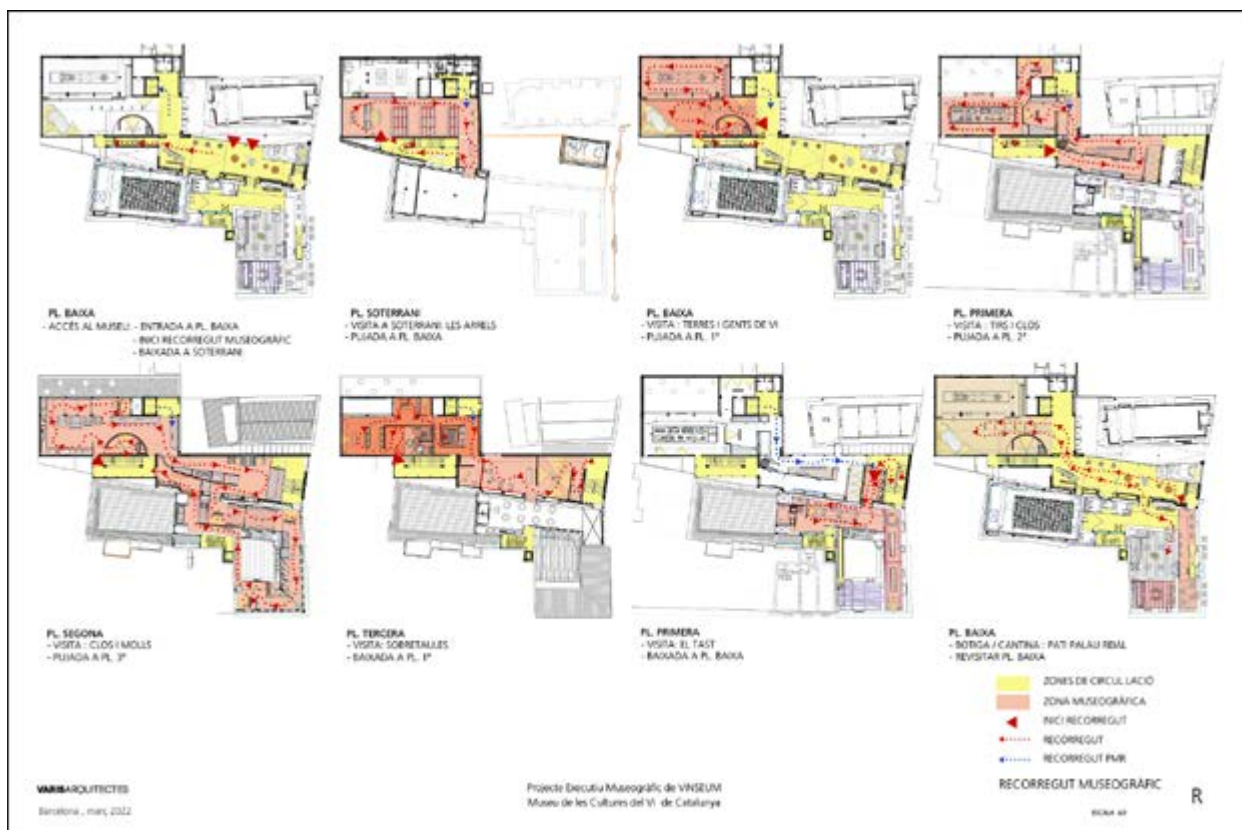 PL. BAIXA
- ACCÉS AL MUSEU: - ENTRADA A PL. BAIXA
- INICI RECORREGUT MUSEOGRÀFIC
- BAIXADA A SOTERRANI
PL. SOTERRANI
- VISITA A SOTERRANI: LES ARRELS
- PUJADA A PL. BAIXA
PL. BAIXA
- VISITA : TERRES I GENTS DE VI
- PUJADA A PL. 1ª
PL. PRIMERA
- VISITA : TIRS I CLOS
- PUJADA A PL. 2ª
PL. SEGONA
- VISITA : CLOS I MOLLS
- PUJADA A PL. 3ª
PL. TERCERA
- VISITA: SOBRETAULES
- BAIXADA A PL. 1ª
PL. PRIMERA
- VISITA: EL TAST
- BAIXADA A PL. BAIXA
PL. BAIXA
- BOTIGA / CANTINA : PATI PALAU REIAL
- REVISITAR PL. BAIXA
ZONES DE CIRCUL·LACIÓ
ZONA MUSEOGRÀFICA
INICI RECORREGUT
RECORREGUT
RECORREGUT PMR
RECORREGUT MUSEOGRÀFIC
R
VARISARQUITECTES
Barcelona , març 2022
Projecte Executiu Museogràfic de VINSEUM
Museu de les Cultures del Vi de Catalunya